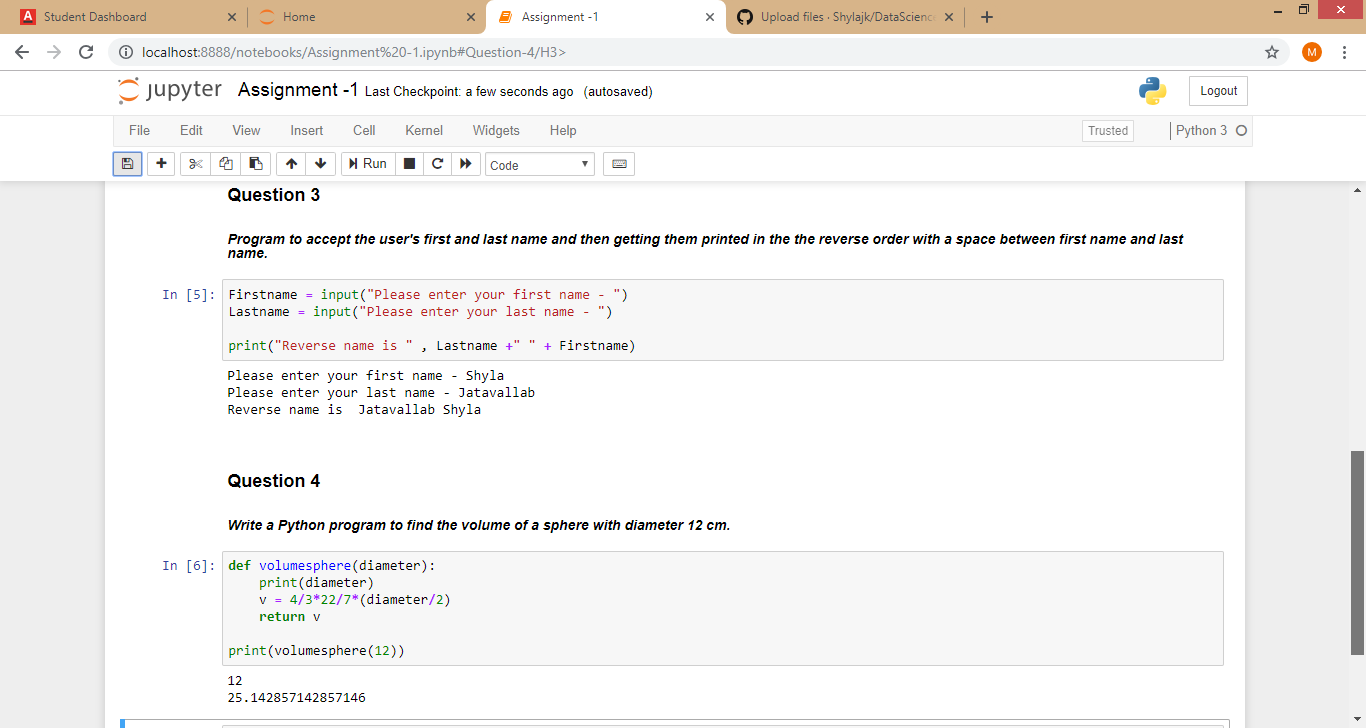 Student Dashboard
Home
Assignment -1
Upload files · Shylajk/DataScienc
localhost:8888/notebooks/Assignment%20-1.ipynb#Question-4/H3>
M
jupyter Assignment -1 Last Checkpoint: a few seconds ago (autosaved)
Logout
File Edit View Insert Cell Kernel Widgets Help
Trusted
Python 3
Run
Code
Question 3
Program to accept the user's first and last name and then getting them printed in the the reverse order with a space between first name and last
name.
In [5]:
Firstname = input("Please enter your first name - ")
Lastname = input("Please enter your last name - ")
print("Reverse name is " , Lastname +" " + Firstname)
Please enter your first name - Shyla
Please enter your last name - Jatavallab
Reverse name is  Jatavallab Shyla
Question 4
Write a Python program to find the volume of a sphere with diameter 12 cm.
In [6]:
def volumesphere(diameter):
    print(diameter)
    v = 4/3*22/7*(diameter/2)
    return v
print(volumesphere(12))
12
25.142857142857146